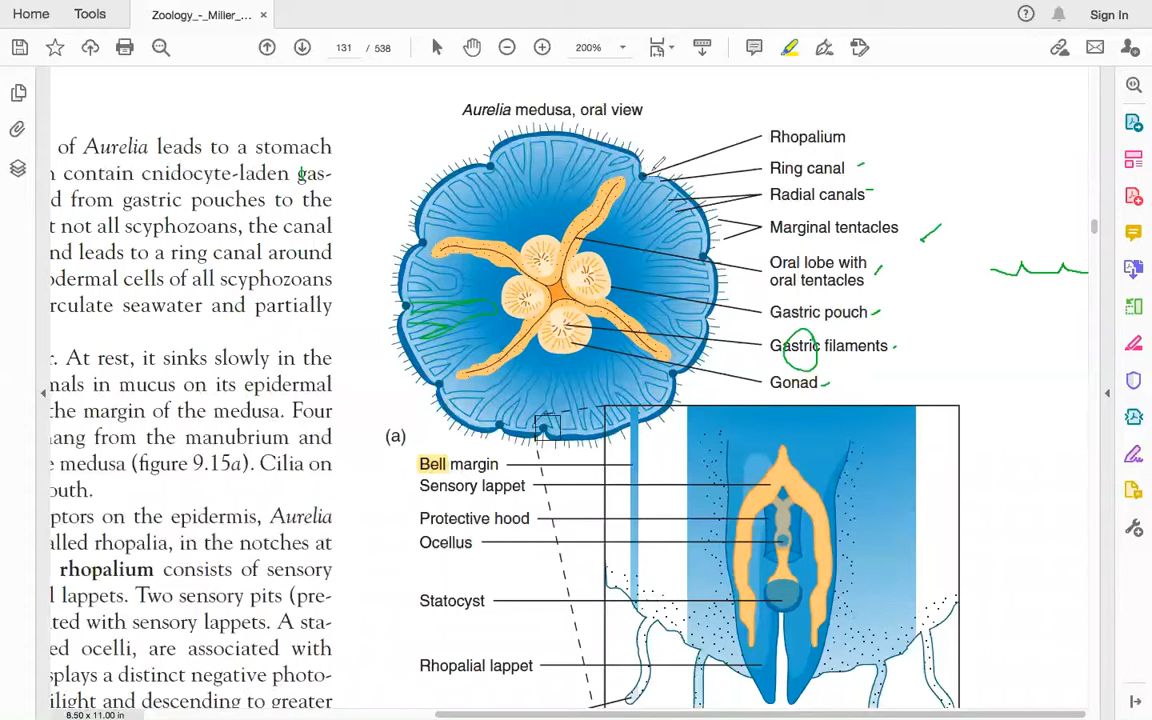 Home
Tools
Zoology_-_Miller_...
Sign In
131 / 538
200%
of Aurelia leads to a stomach
contain cnidocyte-laden gas-
d from gastric pouches to the
t not all scyphozoans, the canal
nd leads to a ring canal around
odermal cells of all scyphozoans
rculate seawater and partially
r. At rest, it sinks slowly in the
nals in mucus on its epidermal
the margin of the medusa. Four
ang from the manubrium and
e medusa (figure 9.15a). Cilia on
outh.
ptors on the epidermis, Aurelia
alled rhopalia, in the notches at
rhopalium consists of sensory
l lappets. Two sensory pits (pre-
ted with sensory lappets. A sta-
ed ocelli, are associated with
splays a distinct negative photo-
ilight and descending to greater
Aurelia medusa, oral view
Rhopalium
Ring canal
Radial canals
Marginal tentacles
Oral lobe with
oral tentacles
Gastric pouch
Gastric filaments
Gonad
(a)
Bell margin
Sensory lappet
Protective hood
Ocellus
Statocyst
Rhopalial lappet
8.50 x 11.00 in